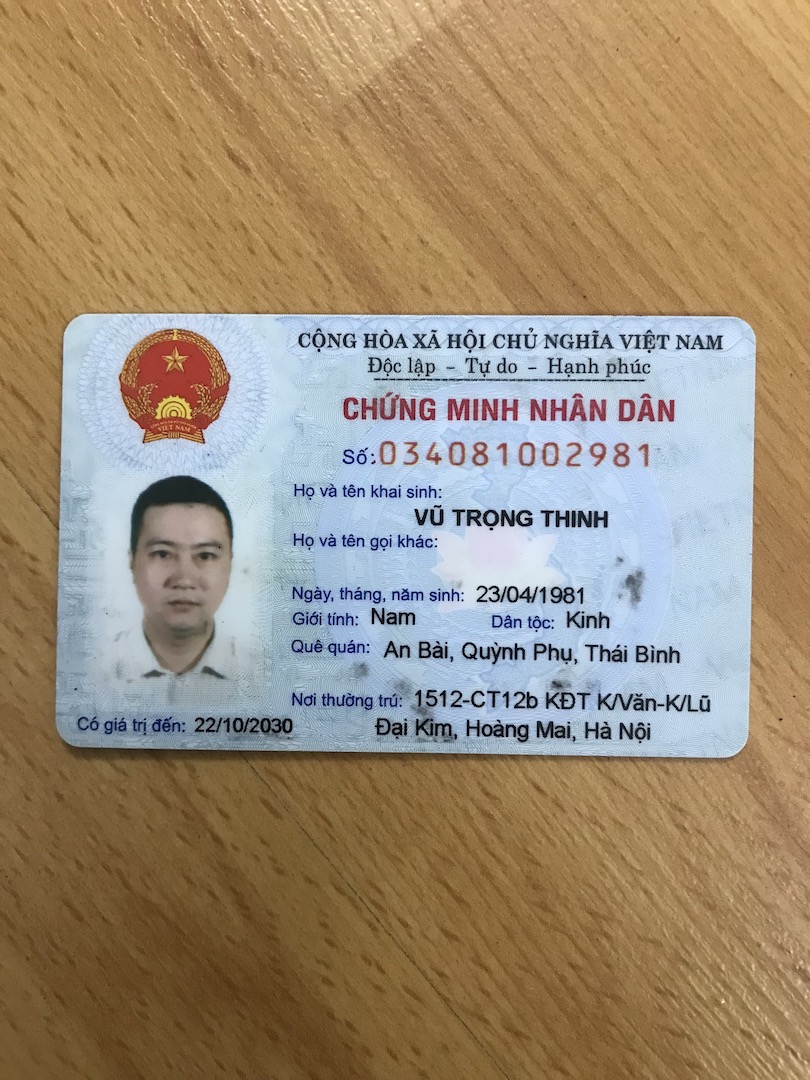 CỘNG HÒA XÃ HỘI CHỦ NGHĨA VIỆT NAM
Độc lập - Tự do - Hạnh phúc
CHỨNG MINH NHÂN DÂN
Số: 034081002981
Họ và tên khai sinh:
VŨ TRỌNG THINH
Họ và tên gọi khác:
Ngày, tháng, năm sinh: 23/04/1981
Giới tính: Nam Dân tộc: Kinh
Quê quán: An Bài, Quỳnh Phụ, Thái Bình
Nơi thường trú: 1512-CT12b KĐT K/Văn-K/Lũ
Đại Kim, Hoàng Mai, Hà Nội
Có giá trị đến: 22/10/2030
VIỆT NAM